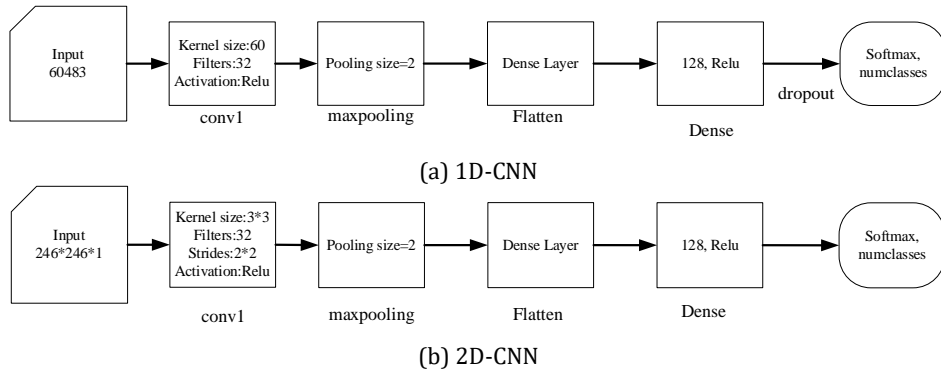 Input
60483
Kernel size:60
Filters:32
Activation:Relu
conv1
Pooling size=2
maxpooling
Dense Layer
Flatten
128, Relu
Dense
dropout
Softmax,
numclasses
(a) 1D-CNN
Input
246*246*1
Kernel size:3*3
Filters:32
Strides:2*2
Activation:Relu
conv1
Pooling size=2
maxpooling
Dense Layer
Flatten
128, Relu
Dense
Softmax,
numclasses
(b) 2D-CNN